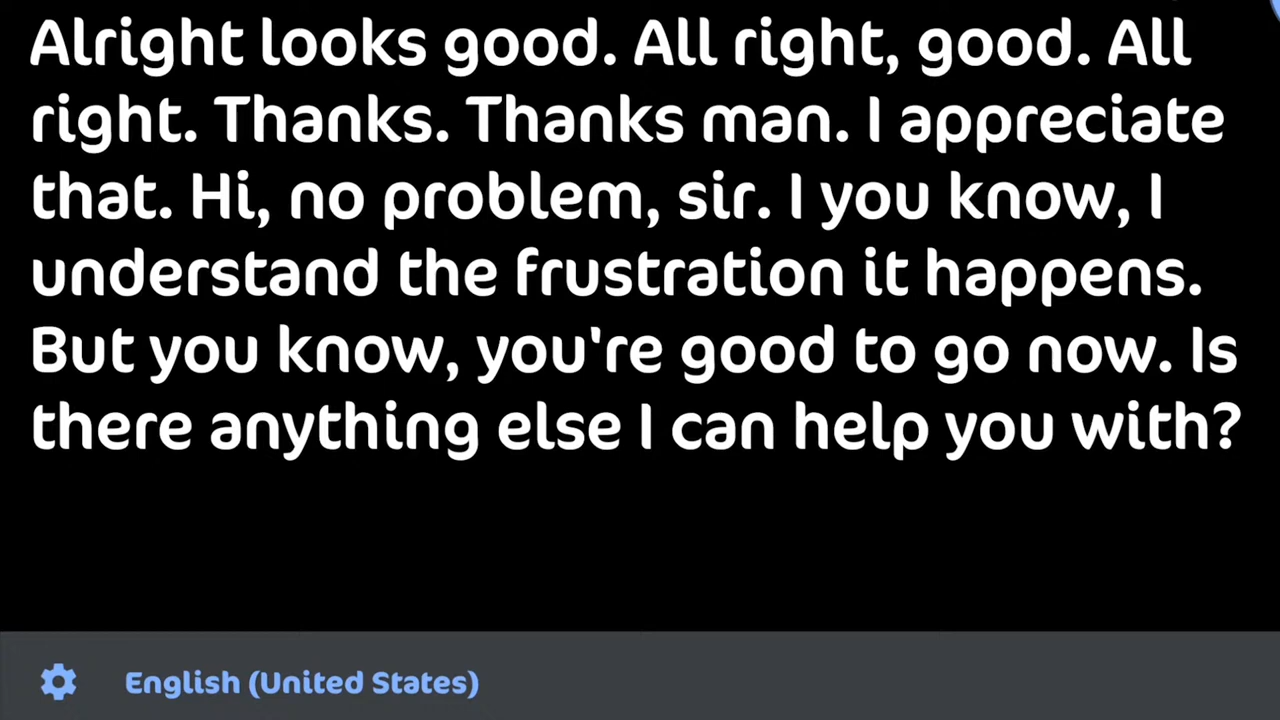 Alright looks good. All right, good. All
right. Thanks. Thanks man. I appreciate
that. Hi, no problem, sir. I you know, I
understand the frustration it happens.
But you know, you're good to go now. Is
there anything else I can help you with?
English (United States)